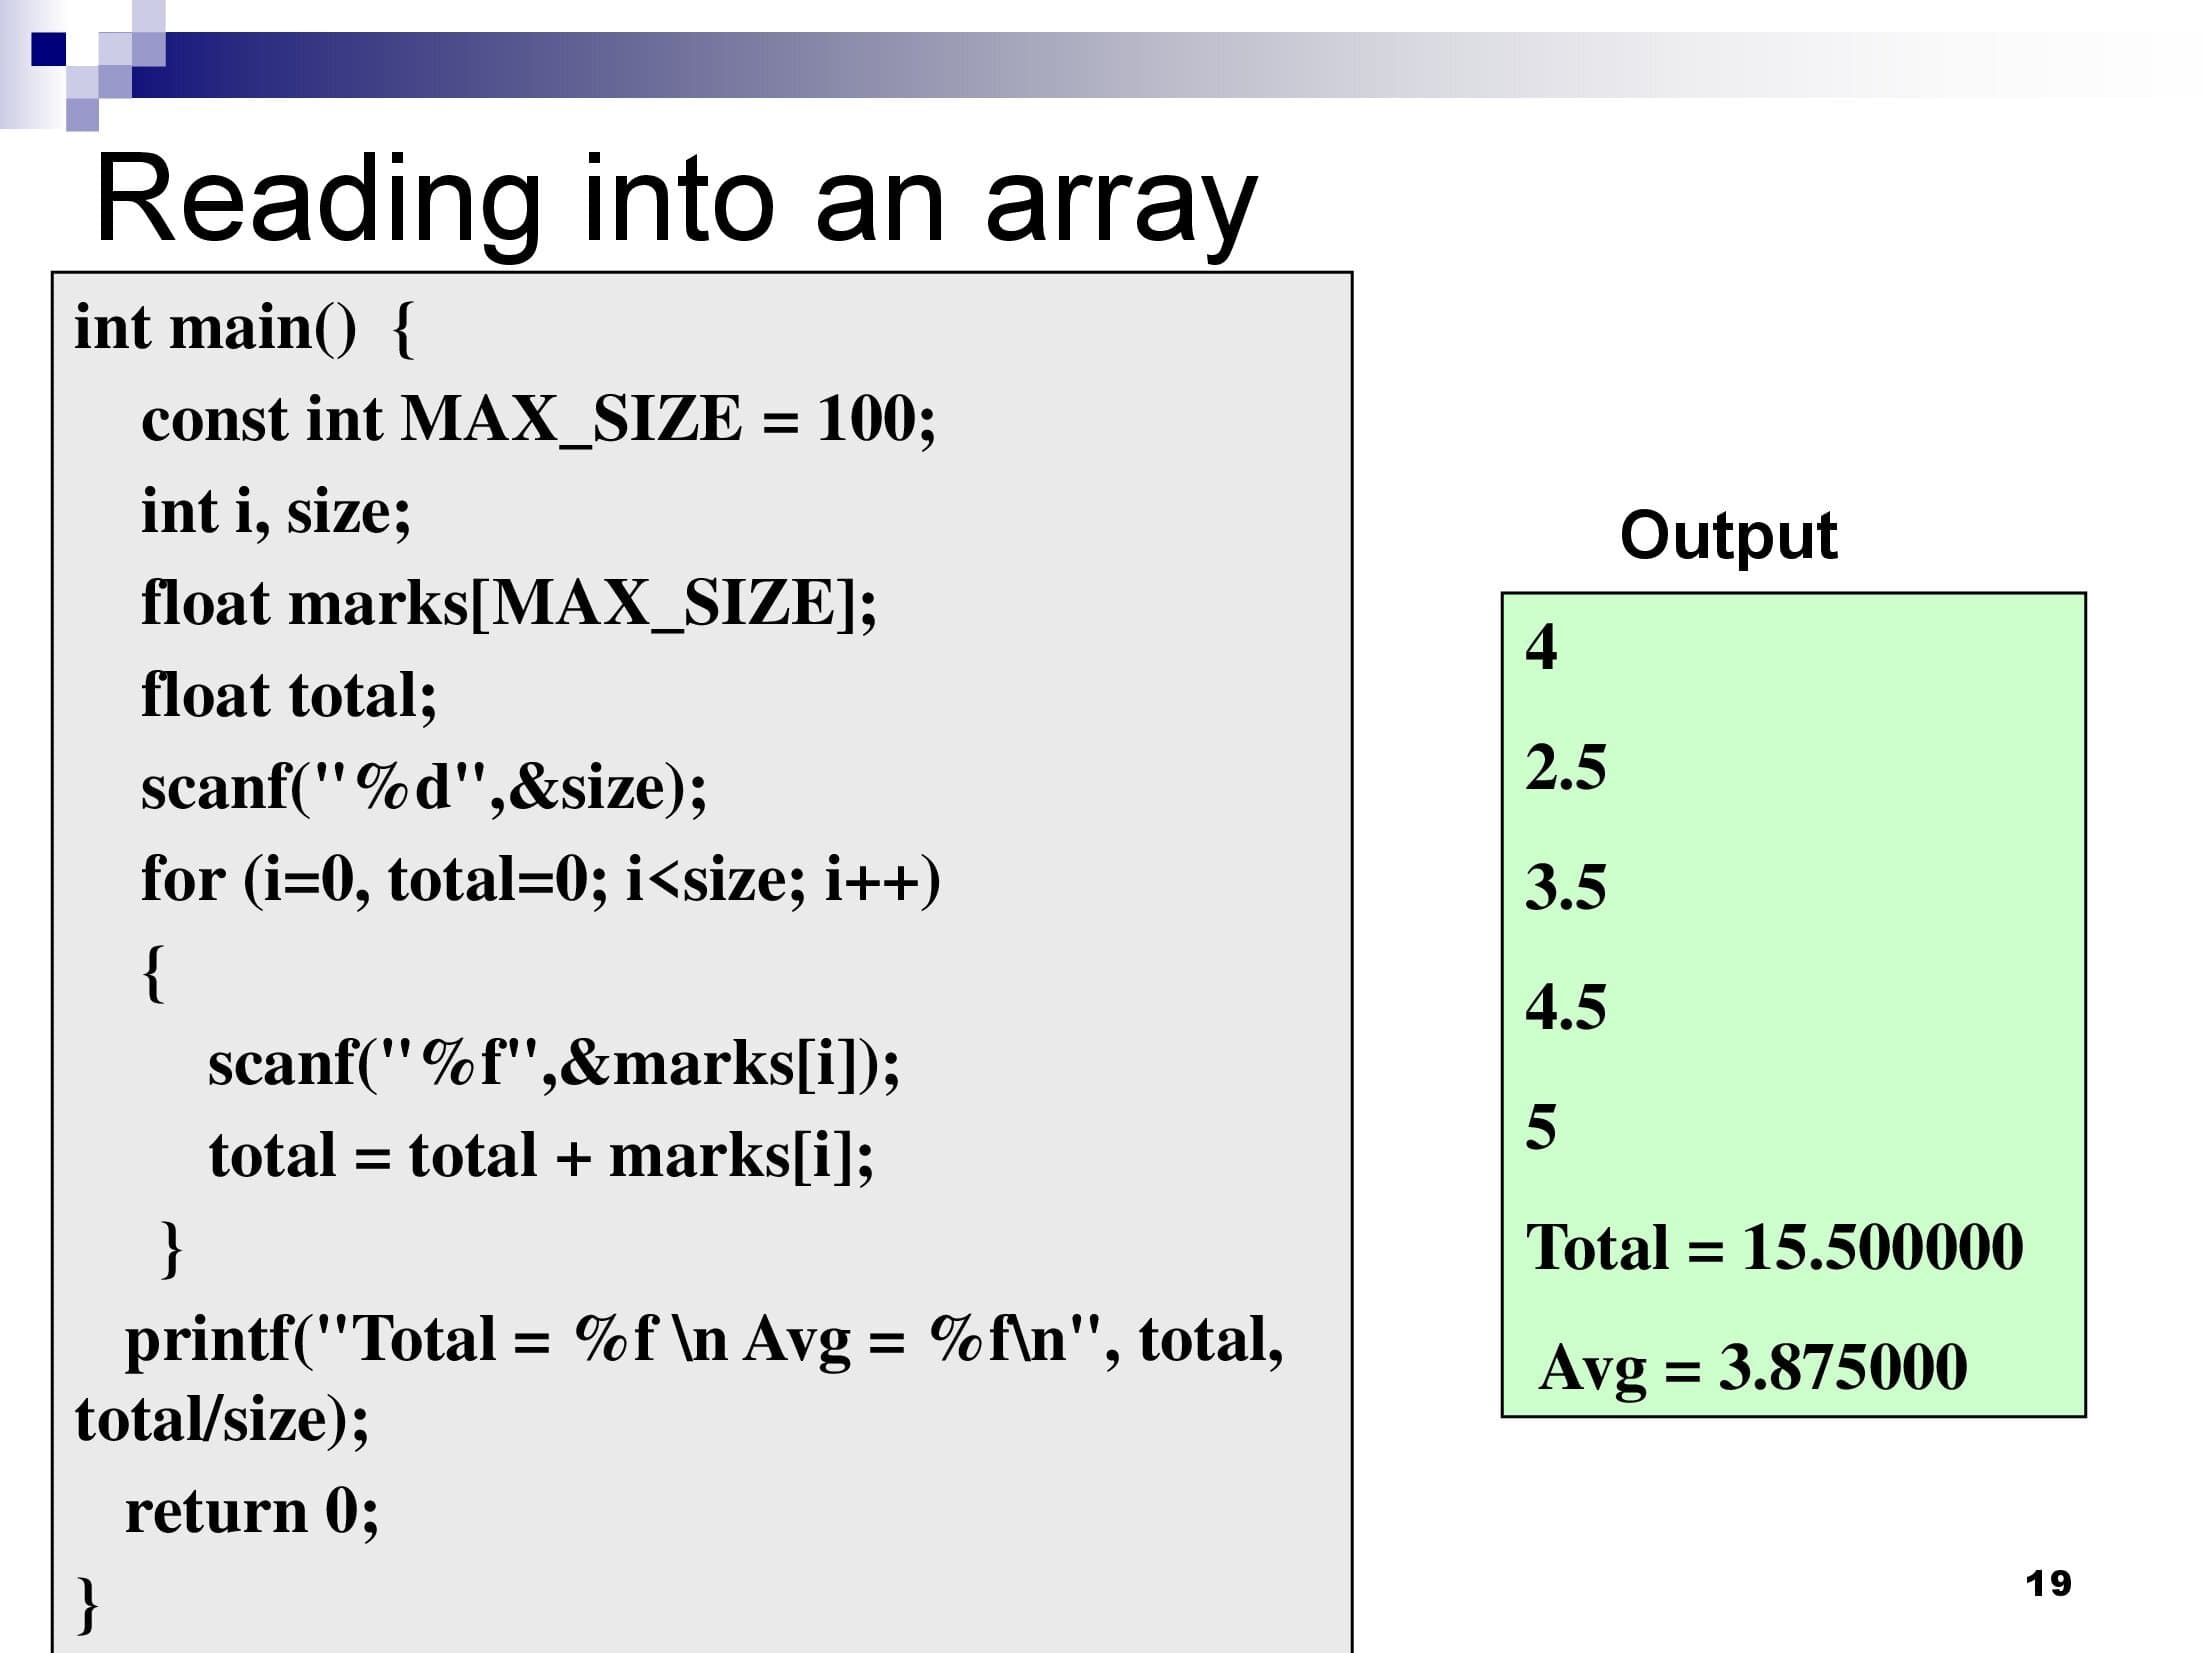 Reading into an array
int main()  {
    const int MAX_SIZE = 100;
    int i, size;
    float marks[MAX_SIZE];
    float total;
    scanf("%d",&size);
    for (i=0, total=0; i<size; i++)
    {
        scanf("%f",&marks[i]);
        total = total + marks[i];
     }
   printf("Total = %f \n Avg = %f\n", total,
total/size);
   return 0;
}
Output
4
2.5
3.5
4.5
5
Total = 15.500000
 Avg = 3.875000
19